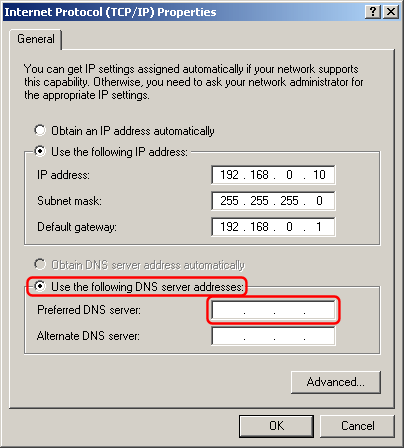 Internet Protocol (TCP/IP) Properties
General
You can get IP settings assigned automatically if your network supports
this capability. Otherwise, you need to ask your network administrator for
the appropriate IP settings.
Obtain an IP address automatically
Use the following IP address:
IP address: 192 . 168 . 0 . 10
Subnet mask: 255 . 255 . 255 . 0
Default gateway: 192 . 168 . 0 . 1
Obtain DNS server address automatically
Use the following DNS server addresses:
Preferred DNS server: . . .
Alternate DNS server: . . .
Advanced...
OK Cancel